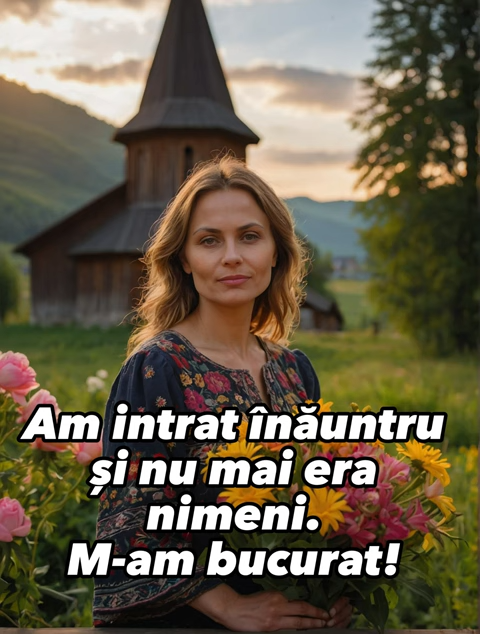 Am intrat înăuntru
și nu mai era
nimeni.
M-am bucurat!